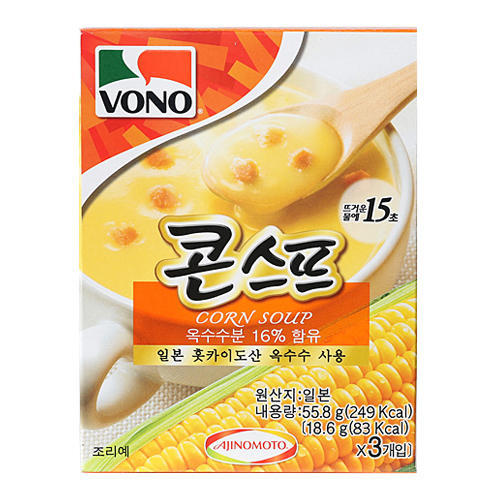 VONO®
뜨거운
물에 15초
콘스프
CORN SOUP
옥수수분 16% 함유
일본 홋카이도산 옥수수 사용
원산지:일본
내용량:55.8 g(249 Kcal)
(18.6 g(83 Kcal)
X3개입)
AJINOMOTO®
조리예